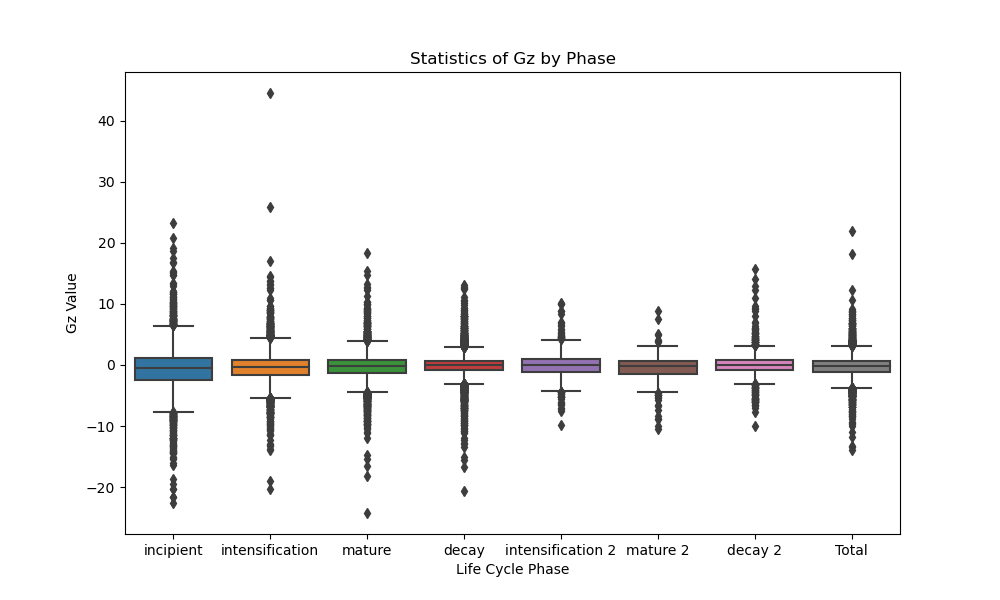 Statistics of Gz by Phase
Gz Value
40
30
20
10
0
−10
−20
incipient
intensification
mature
decay
intensification 2
mature 2
decay 2
Total
Life Cycle Phase